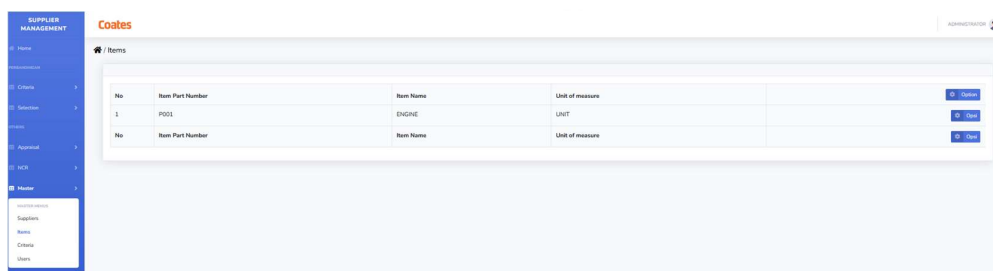 SUPPLIER
MANAGEMENT
Coates
ADMINISTRATOR
Home
/ Items
Criteria
Selection
Appraisal
NCR
Master
MASTER MENUS
Suppliers
Items
Criteria
Users
No Item Part Number Item Name Unit of measure Option
1 P001 ENGINE UNIT Opsi
No Item Part Number Item Name Unit of measure Opsi